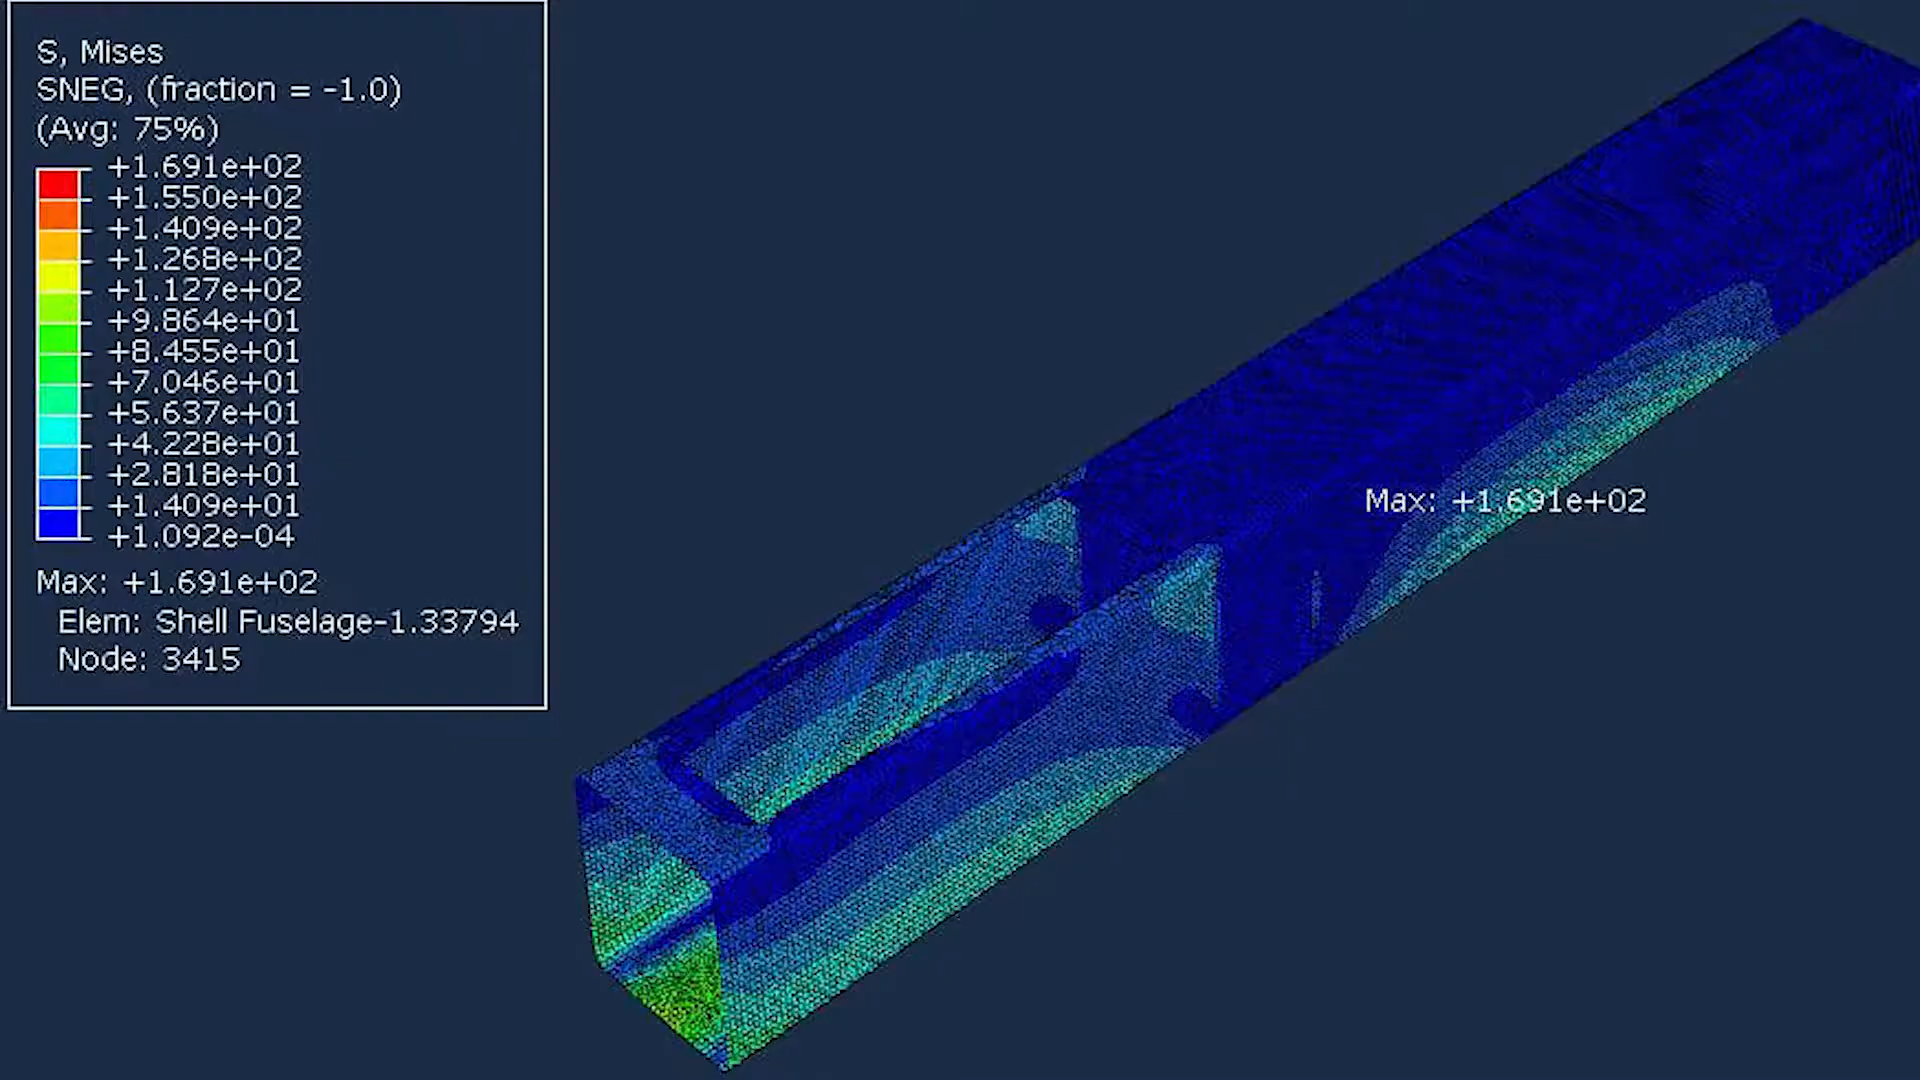 S, Mises
SNEG, (fraction = -1.0)
(Avg: 75%)
+1.691e+02
+1.550e+02
+1.409e+02
+1.268e+02
+1.127e+02
+9.864e+01
+8.455e+01
+7.046e+01
+5.637e+01
+4.228e+01
+2.818e+01
+1.409e+01
+1.092e-04
Max: +1.691e+02
Elem: Shell Fuselage-1.33794
Node: 3415
Max: +1.691e+02